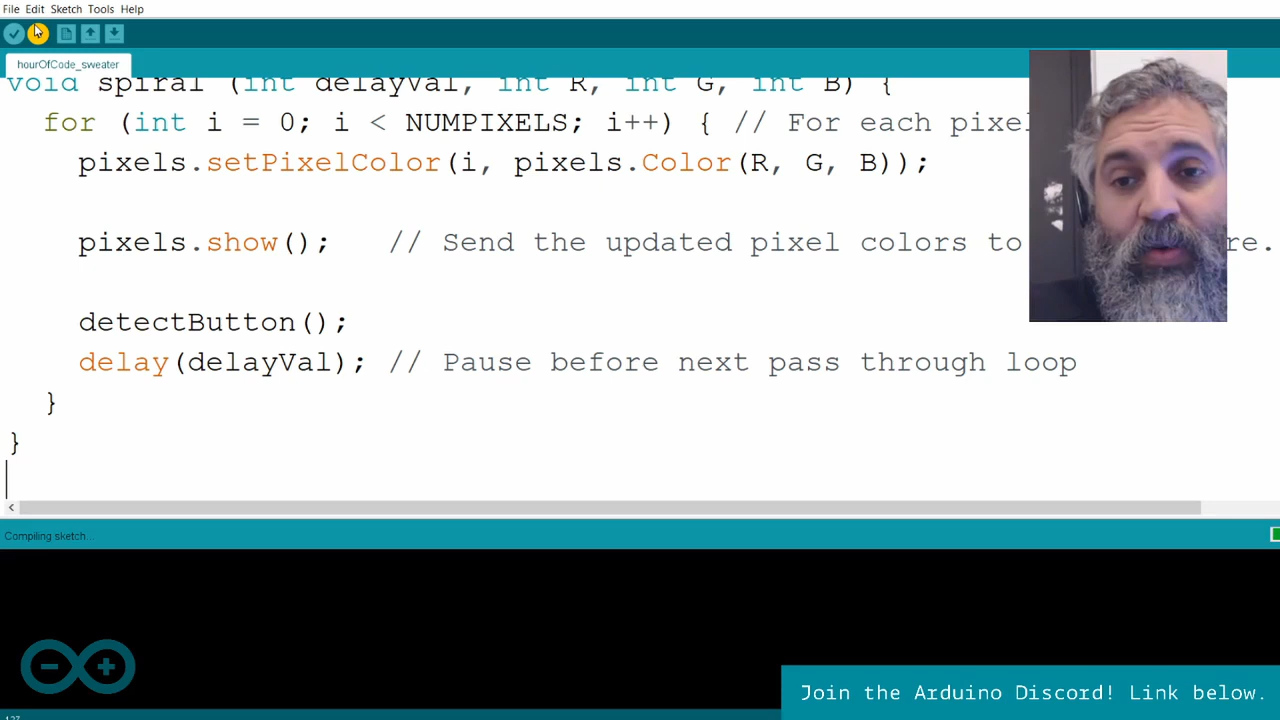 File Edit Sketch Tools Help
hourOfCode_sweater
void spiral (int delayVal, int R, int G, int B) {
for (int i = 0; i < NUMPIXELS; i++) { // For each pixel
pixels.setPixelColor(i, pixels.Color(R, G, B));
pixels.show();   // Send the updated pixel colors to re.
detectButton();
delay(delayVal); // Pause before next pass through loop
}
}
Compiling sketch...
Join the Arduino Discord! Link below.